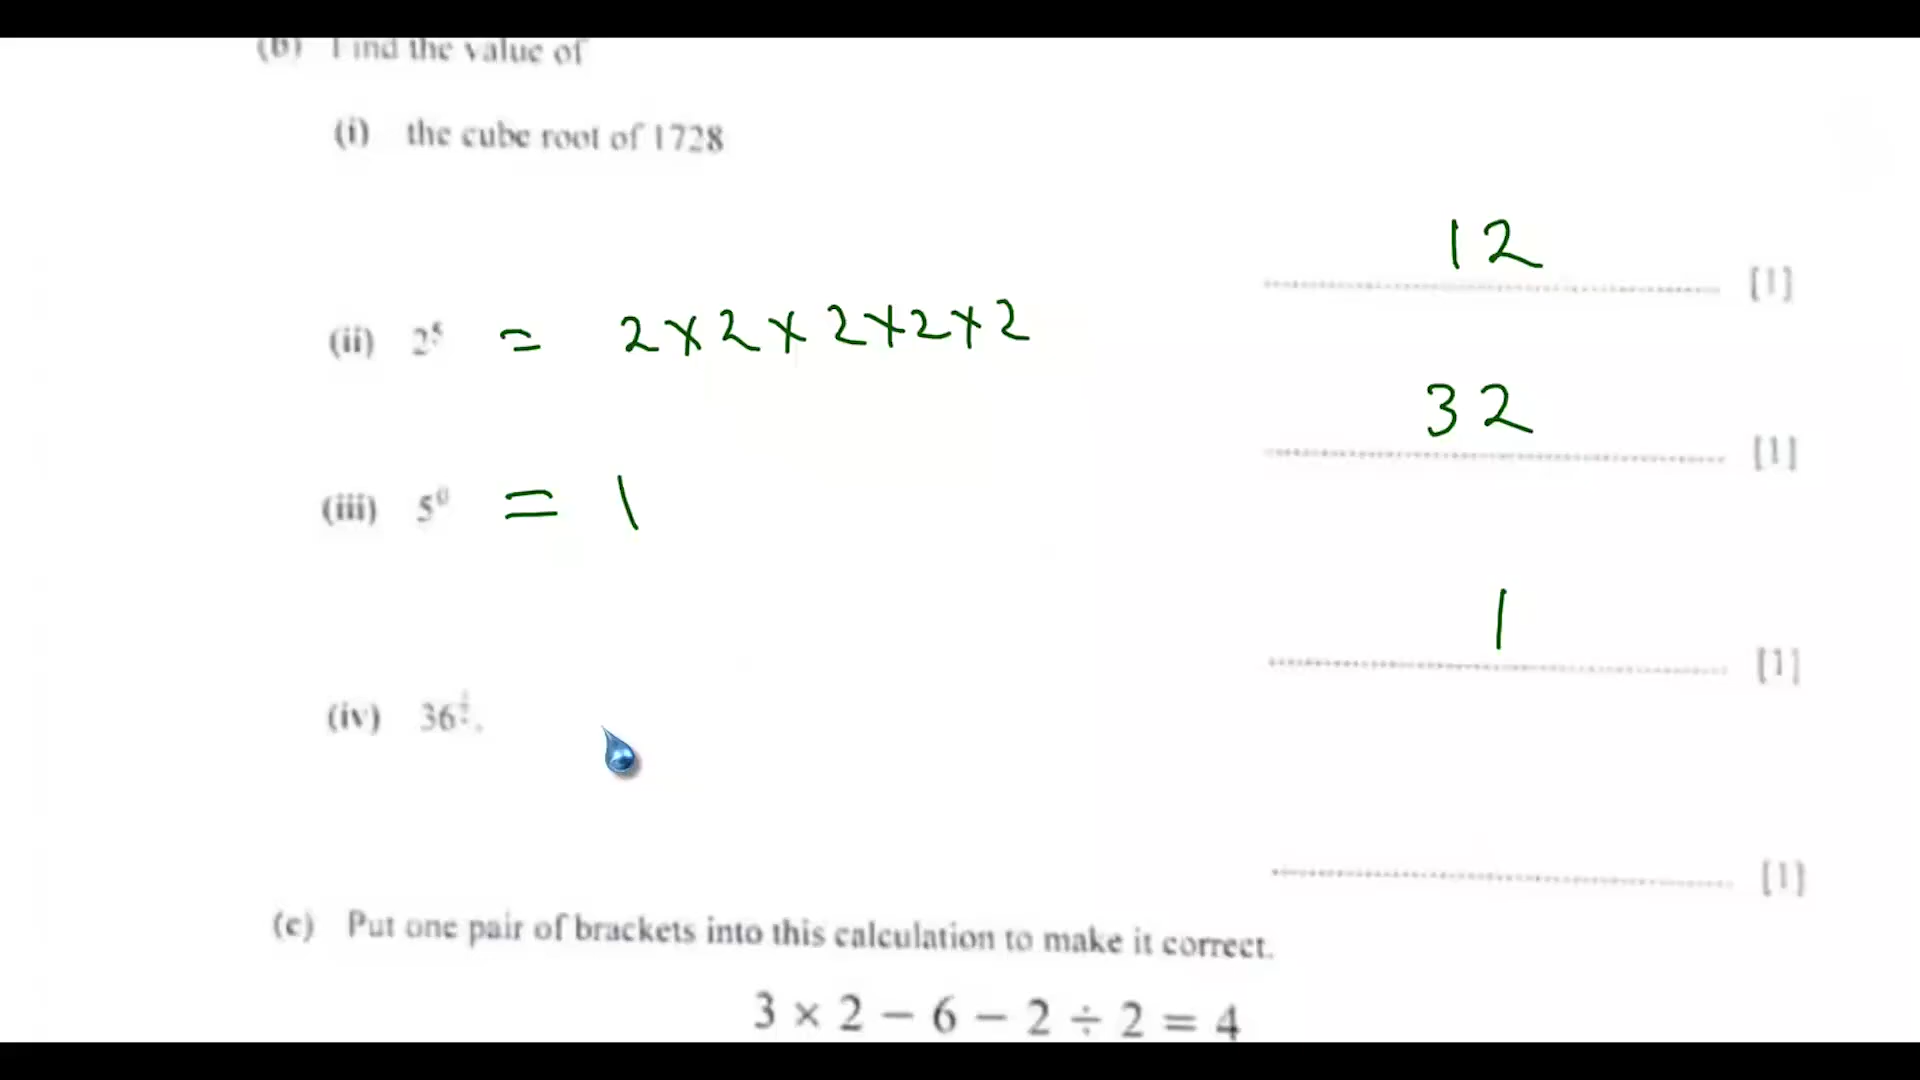 (b) Find the value of
(i) the cube root of 1728
12
[1]
(ii) 2⁵ = 2 × 2 × 2 × 2 × 2
32
[1]
(iii) 5⁰ = 1
1
[1]
(iv) 36
[1]
(c) Put one pair of brackets into this calculation to make it correct.
3 × 2 − 6 − 2 ÷ 2 = 4